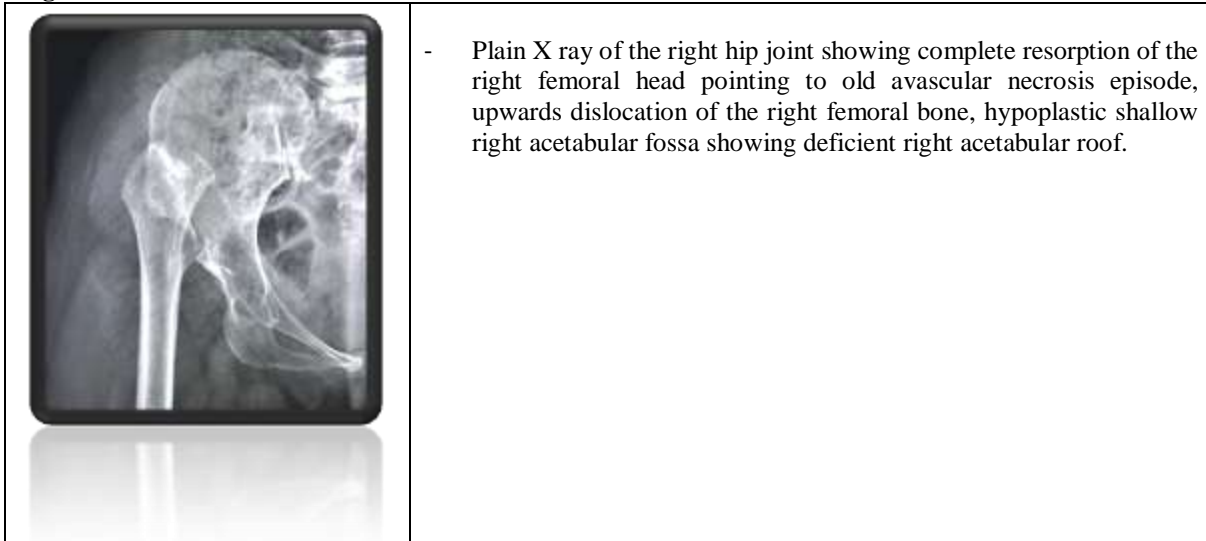 - Plain X ray of the right hip joint showing complete resorption of the
right femoral head pointing to old avascular necrosis episode,
upwards dislocation of the right femoral bone, hypoplastic shallow
right acetabular fossa showing deficient right acetabular roof.